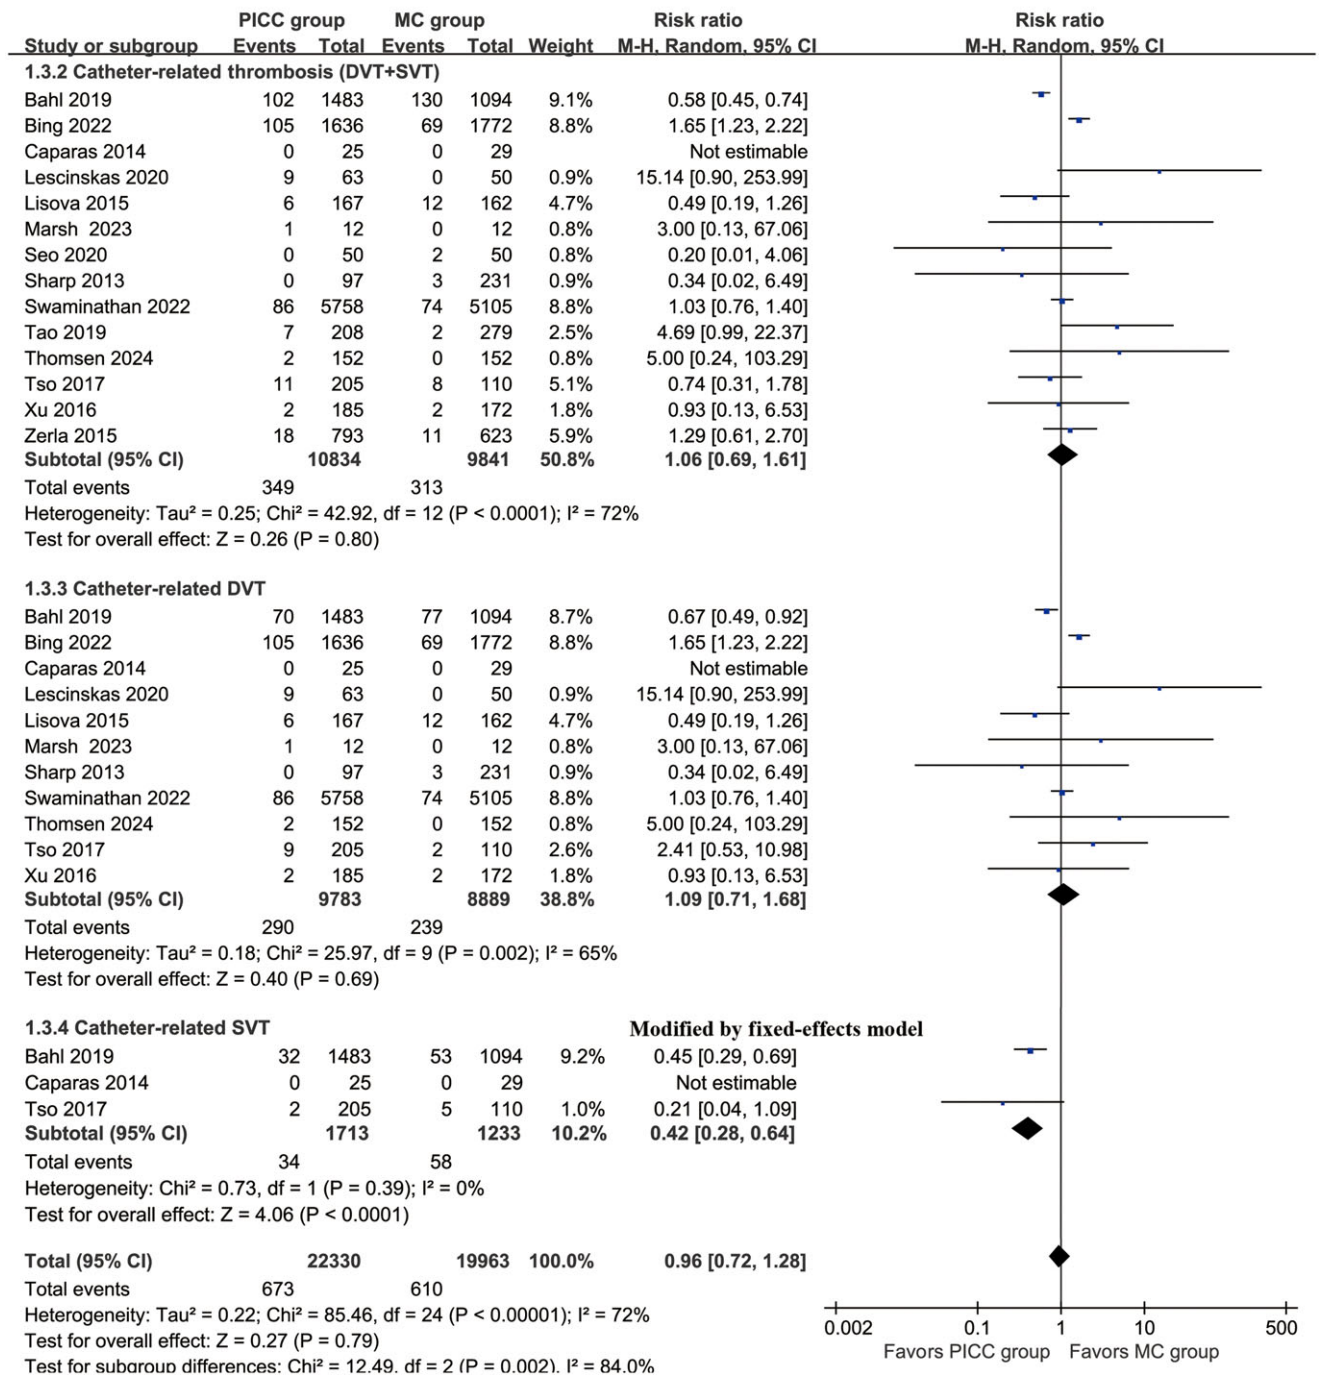 PICC group MC group Risk ratio Risk ratio
Study or subgroup Events Total Events Total Weight M-H, Random, 95% CI M-H, Random, 95% CI
1.3.2 Catheter-related thrombosis (DVT+SVT)
Bahl 2019 102 1483 130 1094 9.1% 0.58 [0.45, 0.74]
Bing 2022 105 1636 69 1772 8.8% 1.65 [1.23, 2.22]
Caparas 2014 0 25 0 29 Not estimable
Lescinskas 2020 9 63 0 50 0.9% 15.14 [0.90, 253.99]
Lisova 2015 6 167 12 162 4.7% 0.49 [0.19, 1.26]
Marsh 2023 1 12 0 12 0.8% 3.00 [0.13, 67.06]
Seo 2020 0 50 2 50 0.8% 0.20 [0.01, 4.06]
Sharp 2013 0 97 3 231 0.9% 0.34 [0.02, 6.49]
Swaminathan 2022 86 5758 74 5105 8.8% 1.03 [0.76, 1.40]
Tao 2019 7 208 2 279 2.5% 4.69 [0.99, 22.37]
Thomsen 2024 2 152 0 152 0.8% 5.00 [0.24, 103.29]
Tso 2017 11 205 8 110 5.1% 0.74 [0.31, 1.78]
Xu 2016 2 185 2 172 1.8% 0.93 [0.13, 6.53]
Zerla 2015 18 793 11 623 5.9% 1.29 [0.61, 2.70]
Subtotal (95% CI) 10834 9841 50.8% 1.06 [0.69, 1.61]
Total events 349 313
Heterogeneity: Tau² = 0.25; Chi² = 42.92, df = 12 (P < 0.0001); I² = 72%
Test for overall effect: Z = 0.26 (P = 0.80)
1.3.3 Catheter-related DVT
Bahl 2019 70 1483 77 1094 8.7% 0.67 [0.49, 0.92]
Bing 2022 105 1636 69 1772 8.8% 1.65 [1.23, 2.22]
Caparas 2014 0 25 0 29 Not estimable
Lescinskas 2020 9 63 0 50 0.9% 15.14 [0.90, 253.99]
Lisova 2015 6 167 12 162 4.7% 0.49 [0.19, 1.26]
Marsh 2023 1 12 0 12 0.8% 3.00 [0.13, 67.06]
Sharp 2013 0 97 3 231 0.9% 0.34 [0.02, 6.49]
Swaminathan 2022 86 5758 74 5105 8.8% 1.03 [0.76, 1.40]
Thomsen 2024 2 152 0 152 0.8% 5.00 [0.24, 103.29]
Tso 2017 9 205 2 110 2.6% 2.41 [0.53, 10.98]
Xu 2016 2 185 2 172 1.8% 0.93 [0.13, 6.53]
Subtotal (95% CI) 9783 8889 38.8% 1.09 [0.71, 1.68]
Total events 290 239
Heterogeneity: Tau² = 0.18; Chi² = 25.97, df = 9 (P = 0.002); I² = 65%
Test for overall effect: Z = 0.40 (P = 0.69)
1.3.4 Catheter-related SVT Modified by fixed-effects model
Bahl 2019 32 1483 53 1094 9.2% 0.45 [0.29, 0.69]
Caparas 2014 0 25 0 29 Not estimable
Tso 2017 2 205 5 110 1.0% 0.21 [0.04, 1.09]
Subtotal (95% CI) 1713 1233 10.2% 0.42 [0.28, 0.64]
Total events 34 58
Heterogeneity: Chi² = 0.73, df = 1 (P = 0.39); I² = 0%
Test for overall effect: Z = 4.06 (P < 0.0001)
Total (95% CI) 22330 19963 100.0% 0.96 [0.72, 1.28]
Total events 673 610
Heterogeneity: Tau² = 0.22; Chi² = 85.46, df = 24 (P < 0.00001); I² = 72%
Test for overall effect: Z = 0.27 (P = 0.79)
Test for subgroup differences: Chi² = 12.49, df = 2 (P = 0.002), I² = 84.0%
0.002 0.1 1 10 500
Favors PICC group Favors MC group